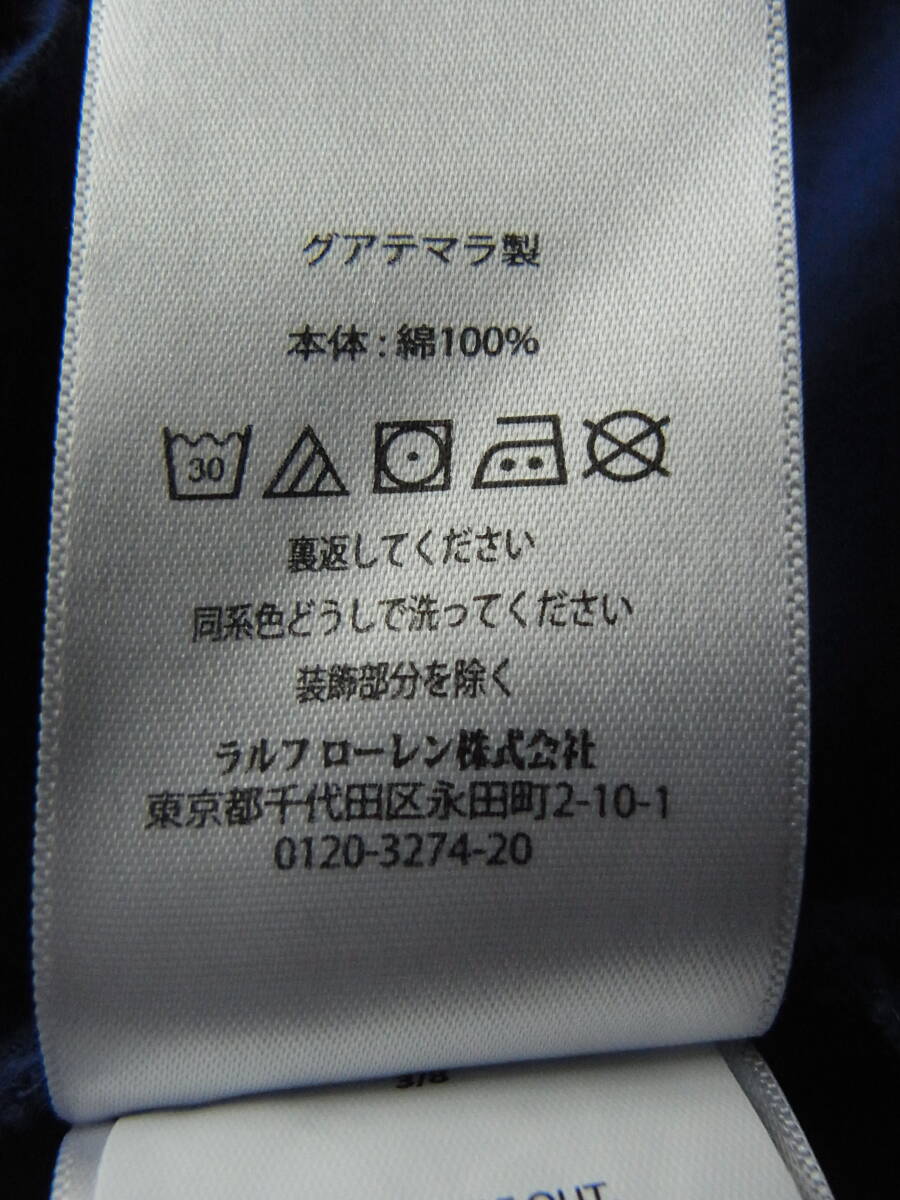 グアテマラ製
本体:綿100%
30
裏返してください
同系色どうしで洗ってください
装飾部分を除く
ラルフ ローレン株式会社
東京都千代田区永田町2-10-1
0120-3274-20
3/8
OUT